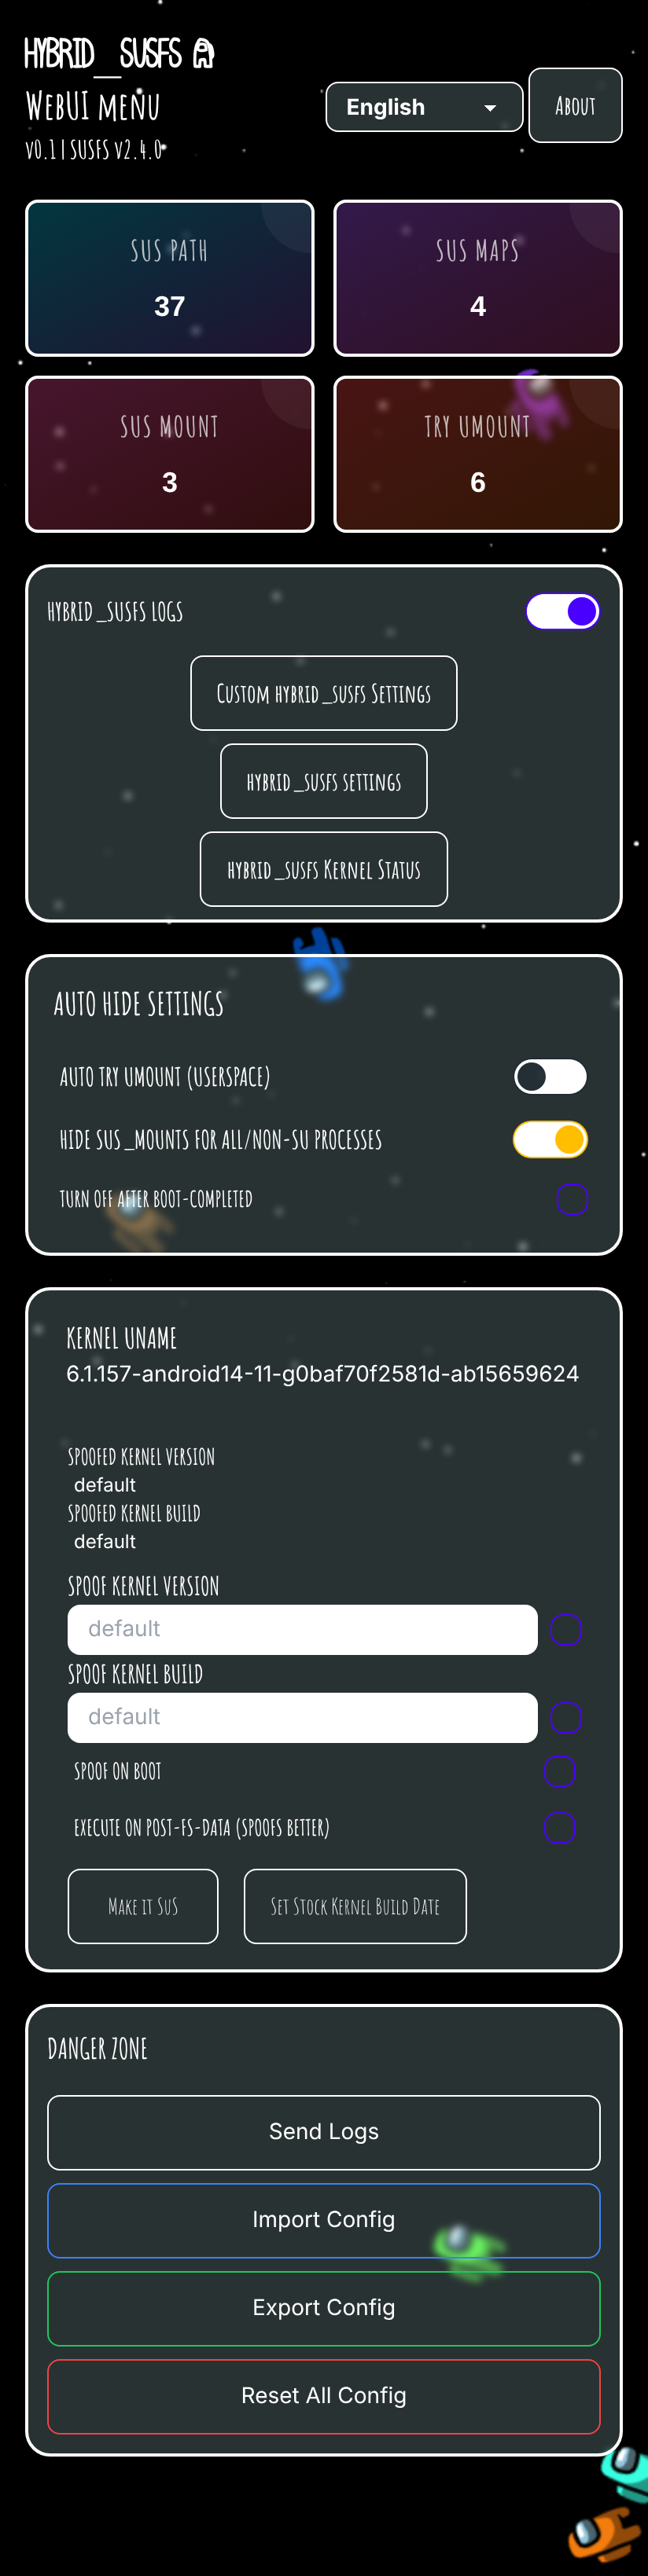 HYBRID_SUSFS
WebUI menu
v0.1 | SUSFS v2.4.0
English
About
SUS PATH
37
SUS MAPS
4
SUS MOUNT
3
TRY UMOUNT
6
HYBRID_SUSFS LOGS
Custom hybrid_susfs Settings
hybrid_susfs settings
hybrid_susfs Kernel Status
AUTO HIDE SETTINGS
AUTO TRY UMOUNT (USERSPACE)
HIDE SUS_MOUNTS FOR ALL/NON-SU PROCESSES
TURN OFF AFTER BOOT-COMPLETED
KERNEL UNAME
6.1.157-android14-11-g0baf70f2581d-ab15659624
SPOOFED KERNEL VERSION
default
SPOOFED KERNEL BUILD
default
SPOOF KERNEL VERSION
default
SPOOF KERNEL BUILD
default
SPOOF ON BOOT
EXECUTE ON POST-FS-DATA (SPOOFS BETTER)
Make it SuS
Set Stock Kernel Build Date
DANGER ZONE
Send Logs
Import Config
Export Config
Reset All Config